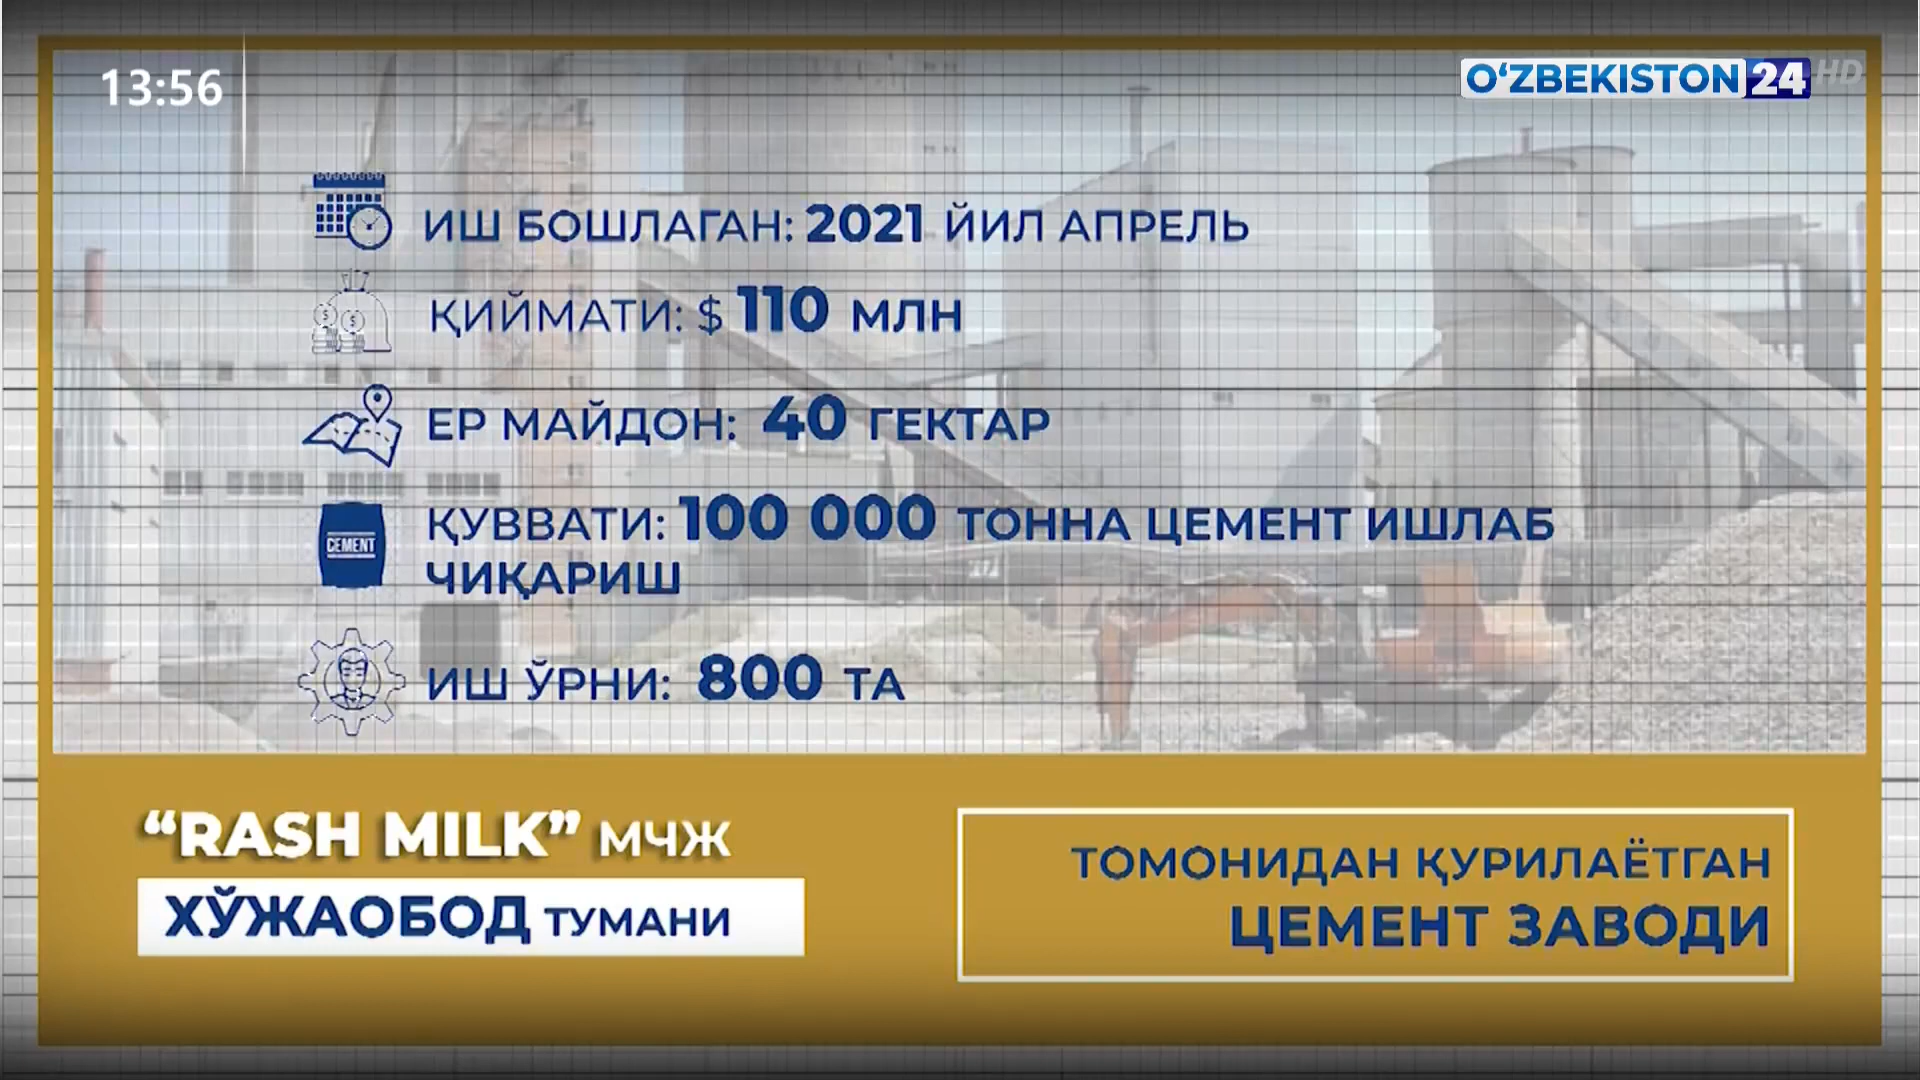 13:56
O‘ZBEKISTON 24 HD
ИШ БОШЛАГАН: 2021 ЙИЛ АПРЕЛЬ
ҚИЙМАТИ: $ 110 МЛН
ЕР МАЙДОН: 40 ГЕКТАР
CEMENT
ҚУВВАТИ: 100 000 ТОННА ЦЕМЕНТ ИШЛАБ
ЧИҚАРИШ
ИШ ЎРНИ: 800 ТА
“RASH MILK” МЧЖ
ХЎЖАОБОД ТУМАНИ
ТОМОНИДАН ҚУРИЛАЁТГАН
ЦЕМЕНТ ЗАВОДИ